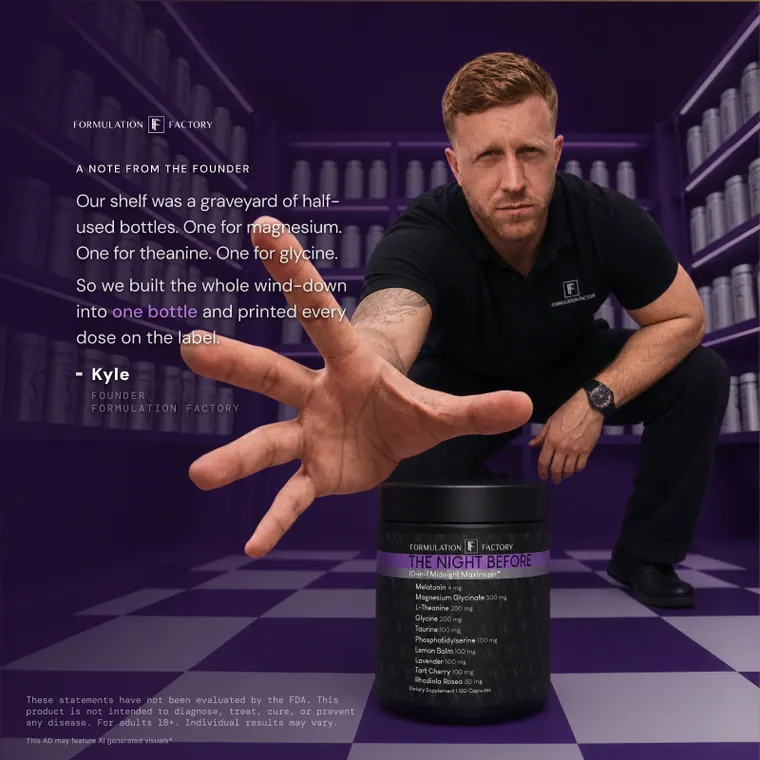 FORMULATION F FACTORY
A NOTE FROM THE FOUNDER
Our shelf was a graveyard of half-
used bottles. One for magnesium.
One for theanine. One for glycine.
So we built the whole wind-down
into one bottle and printed every
dose on the label.
- Kyle
FOUNDER
FORMULATION FACTORY
F
FORMULATION FACTORY
FORMULATION F FACTORY
THE NIGHT BEFORE
10-in-1 Midnight Maximizer*
Melatonin 4 mg
Magnesium Glycinate 500 mg
L-Theanine 200 mg
Glycine 200 mg
Taurine 100 mg
Phosphatidylserine 100 mg
Lemon Balm 100 mg
Lavender 100 mg
Tart Cherry 100 mg
Rhodiola Rosea 50 mg
Dietary Supplement | 120 Capsules
These statements have not been evaluated by the FDA. This
product is not intended to diagnose, treat, cure, or prevent
any disease. For adults 18+. Individual results may vary.
This AD may feature AI generated visuals*